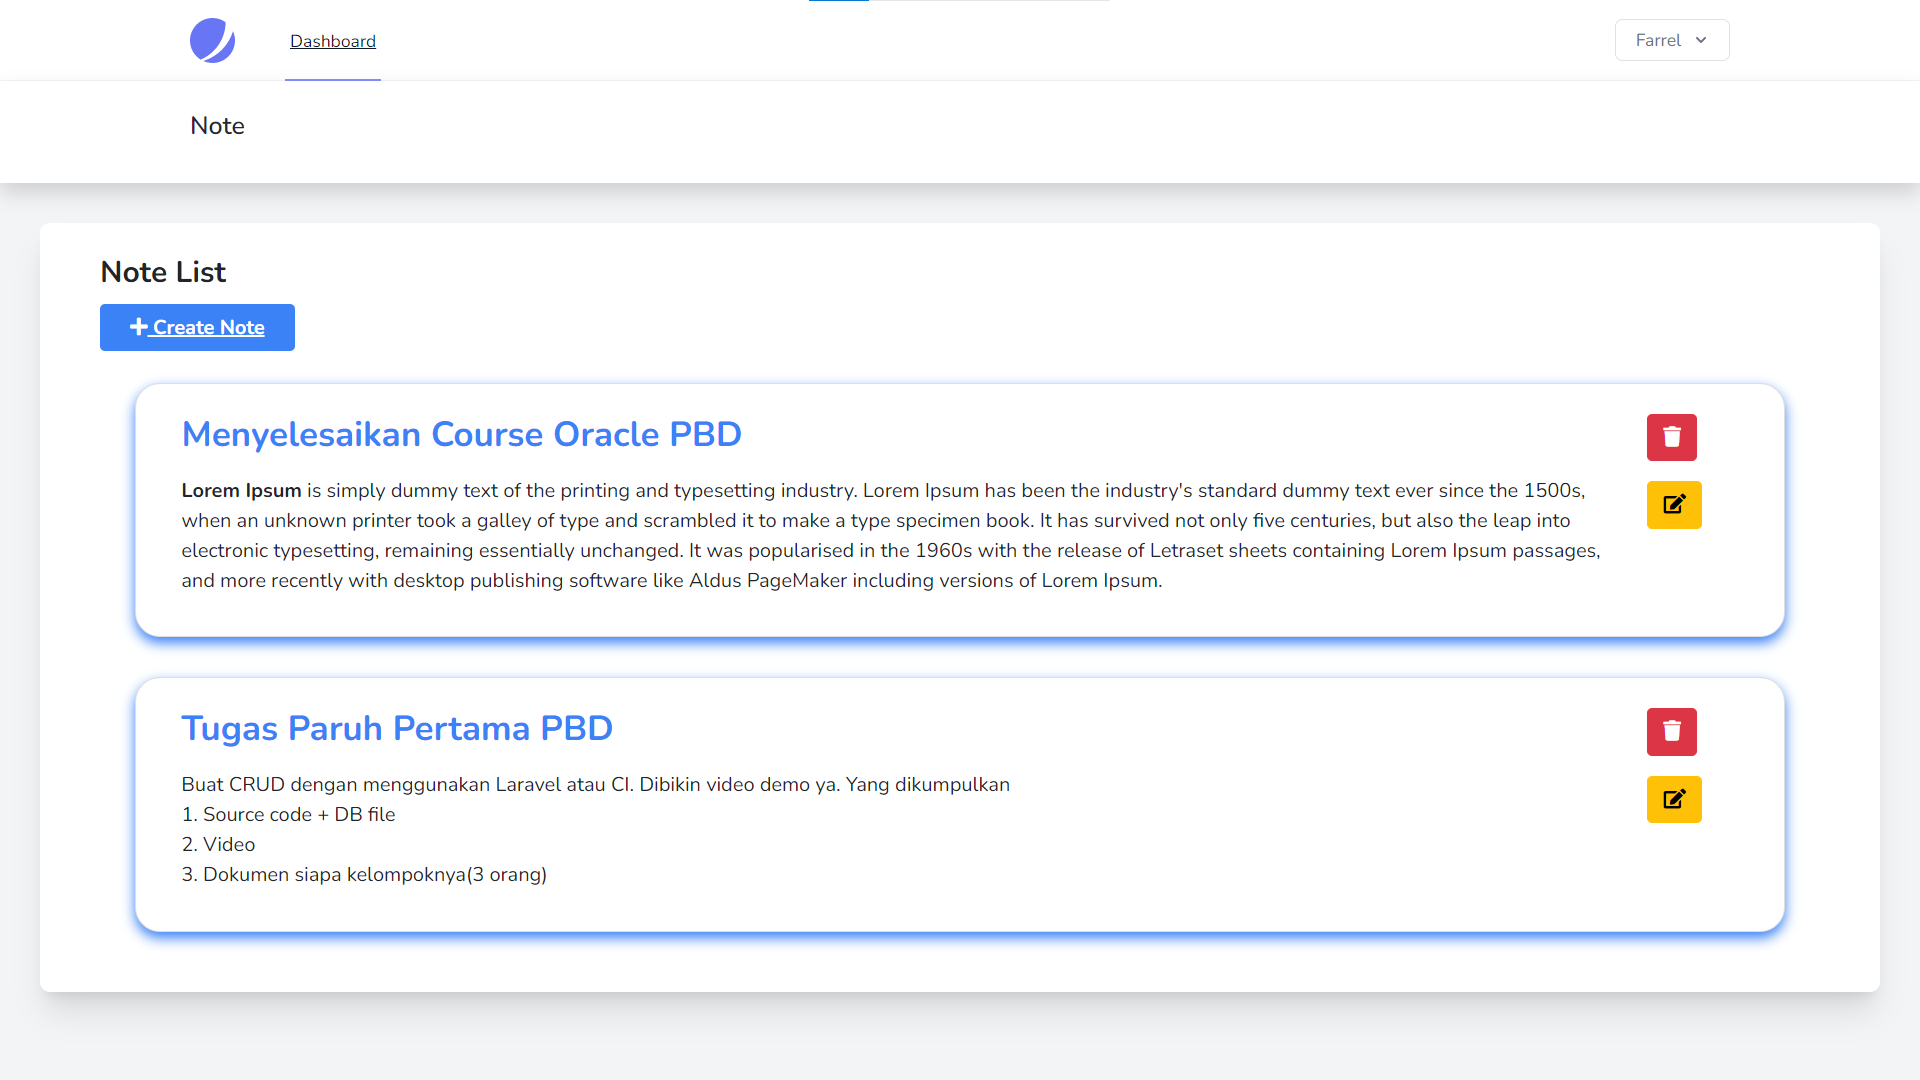 Dashboard
Farrel
Note
Note List
Create Note
Menyelesaikan Course Oracle PBD
Lorem Ipsum is simply dummy text of the printing and typesetting industry. Lorem Ipsum has been the industry's standard dummy text ever since the 1500s,
when an unknown printer took a galley of type and scrambled it to make a type specimen book. It has survived not only five centuries, but also the leap into
electronic typesetting, remaining essentially unchanged. It was popularised in the 1960s with the release of Letraset sheets containing Lorem Ipsum passages,
and more recently with desktop publishing software like Aldus PageMaker including versions of Lorem Ipsum.
Tugas Paruh Pertama PBD
Buat CRUD dengan menggunakan Laravel atau CI. Dibikin video demo ya. Yang dikumpulkan
1. Source code + DB file
2. Video
3. Dokumen siapa kelompoknya(3 orang)